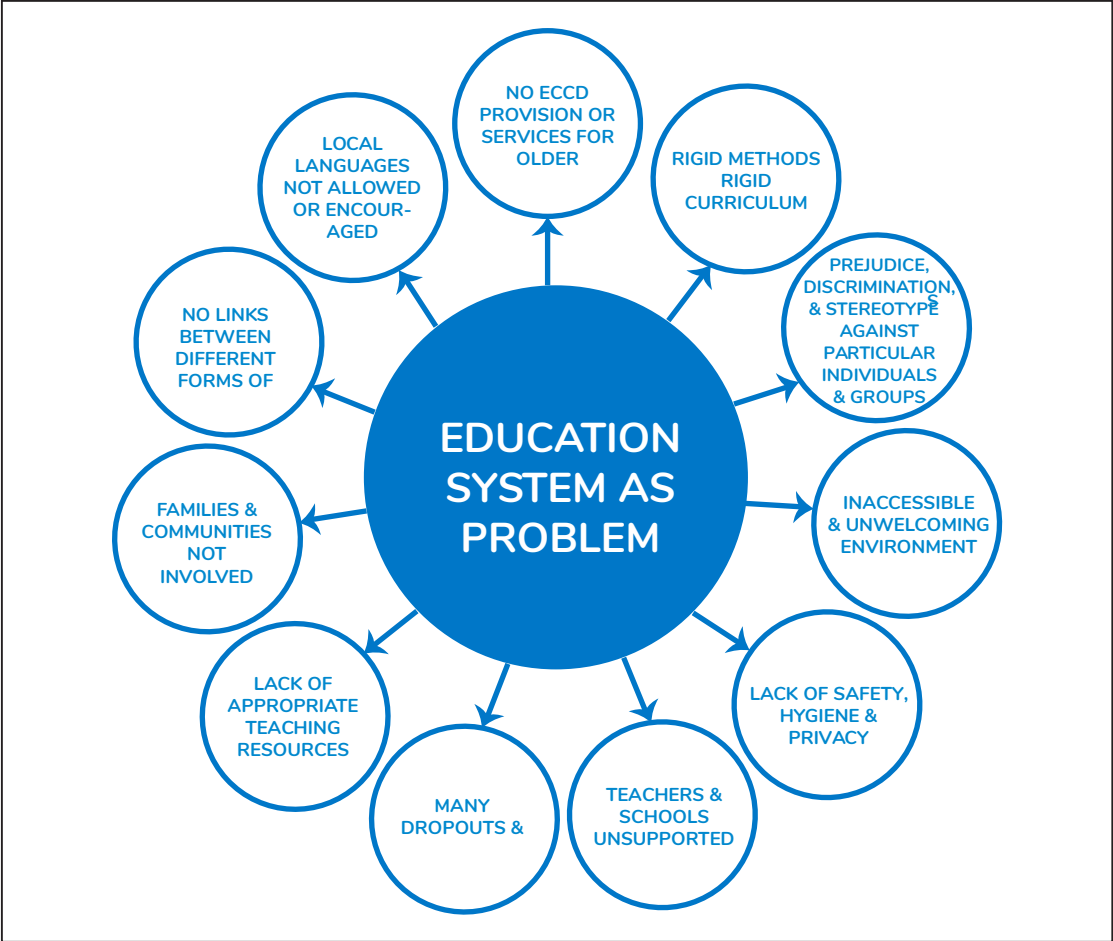 NO ECCD
PROVISION OR
SERVICES FOR
OLDER
LOCAL
LANGUAGES
NOT ALLOWED
OR ENCOUR-
AGED
RIGID METHODS
RIGID
CURRICULUM
PREJUDICE,
DISCRIMINATION,
& STEREOTYPES
AGAINST
PARTICULAR
INDIVIDUALS
& GROUPS
NO LINKS
BETWEEN
DIFFERENT
FORMS OF
EDUCATION
SYSTEM AS
PROBLEM
INACCESSIBLE
& UNWELCOMING
ENVIRONMENT
FAMILIES &
COMMUNITIES
NOT
INVOLVED
LACK OF SAFETY,
HYGIENE &
PRIVACY
LACK OF
APPROPRIATE
TEACHING
RESOURCES
TEACHERS &
SCHOOLS
UNSUPPORTED
MANY
DROPOUTS &